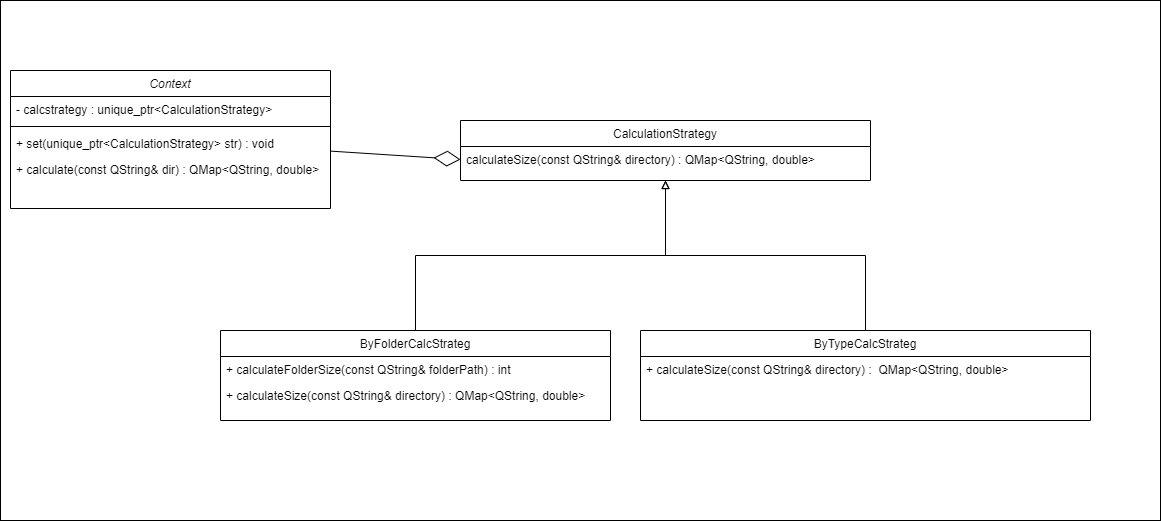 Context
- calcstrategy : unique_ptr<CalculationStrategy>
+ set(unique_ptr<CalculationStrategy> str) : void
+ calculate(const QString& dir) : QMap<QString, double>
CalculationStrategy
calculateSize(const QString& directory) : QMap<QString, double>
ByFolderCalcStrateg
+ calculateFolderSize(const QString& folderPath) : int
+ calculateSize(const QString& directory) : QMap<QString, double>
ByTypeCalcStrateg
+ calculateSize(const QString& directory) :  QMap<QString, double>